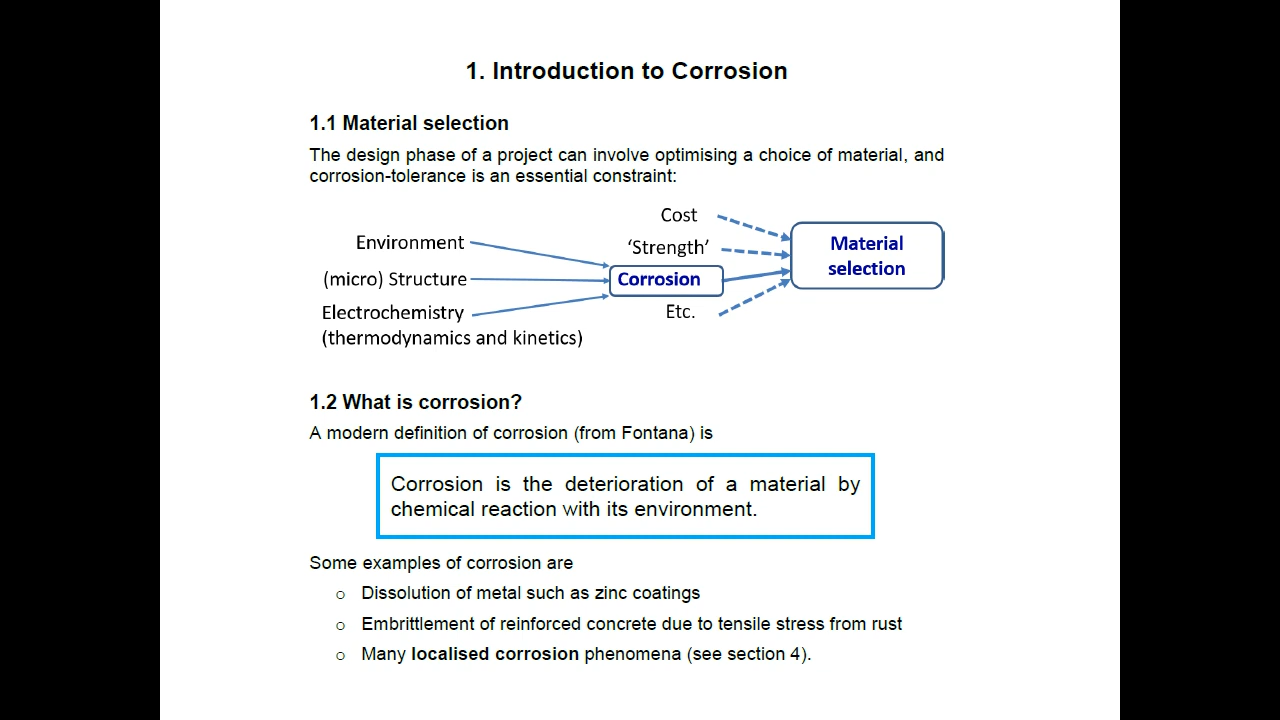 1. Introduction to Corrosion
1.1 Material selection
The design phase of a project can involve optimising a choice of material, and
corrosion-tolerance is an essential constraint:
Cost
Environment
‘Strength’
Material
selection
(micro) Structure
Corrosion
Electrochemistry
(thermodynamics and kinetics)
Etc.
1.2 What is corrosion?
A modern definition of corrosion (from Fontana) is
Corrosion is the deterioration of a material by
chemical reaction with its environment.
Some examples of corrosion are
o Dissolution of metal such as zinc coatings
o Embrittlement of reinforced concrete due to tensile stress from rust
o Many localised corrosion phenomena (see section 4).